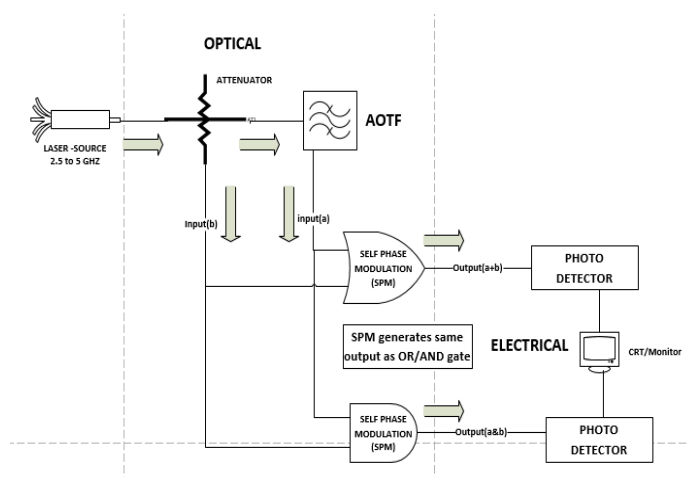 OPTICAL
ATTENUATOR
AOTF
LASER -SOURCE
2.5 to 5 GHZ
Input(b)
input(a)
SELF PHASE
MODULATION
(SPM)
Output(a+b)
PHOTO
DETECTOR
SPM generates same
output as OR/AND gate
ELECTRICAL
CRT/Monitor
SELF PHASE
MODULATION
(SPM)
Output(a&b)
PHOTO
DETECTOR